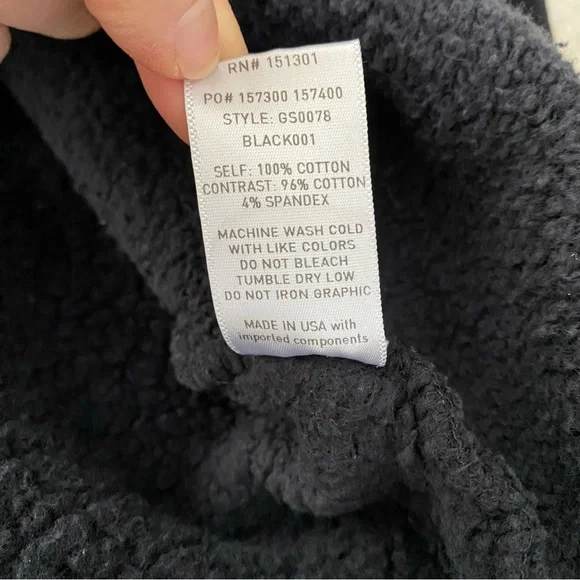 RN# 151301
PO# 157300 157400
STYLE: GS0078
BLACK001
SELF: 100% COTTON
CONTRAST: 96% COTTON
4% SPANDEX
MACHINE WASH COLD
WITH LIKE COLORS
DO NOT BLEACH
TUMBLE DRY LOW
DO NOT IRON GRAPHIC
MADE IN USA with
imported components